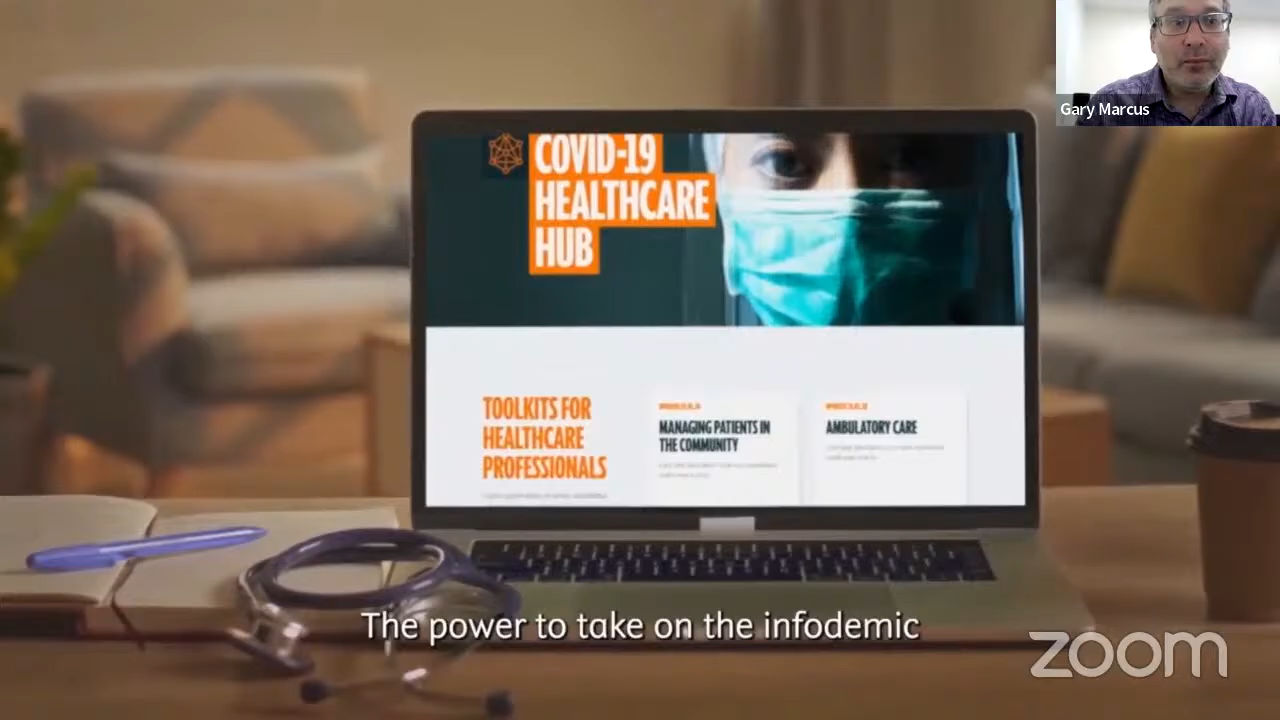 Gary Marcus
COVID-19
HEALTHCARE
HUB
TOOLKITS FOR
HEALTHCARE
PROFESSIONALS
MANAGING PATIENTS IN
THE COMMUNITY
AMBULATORY CARE
The power to take on the infodemic
zoom